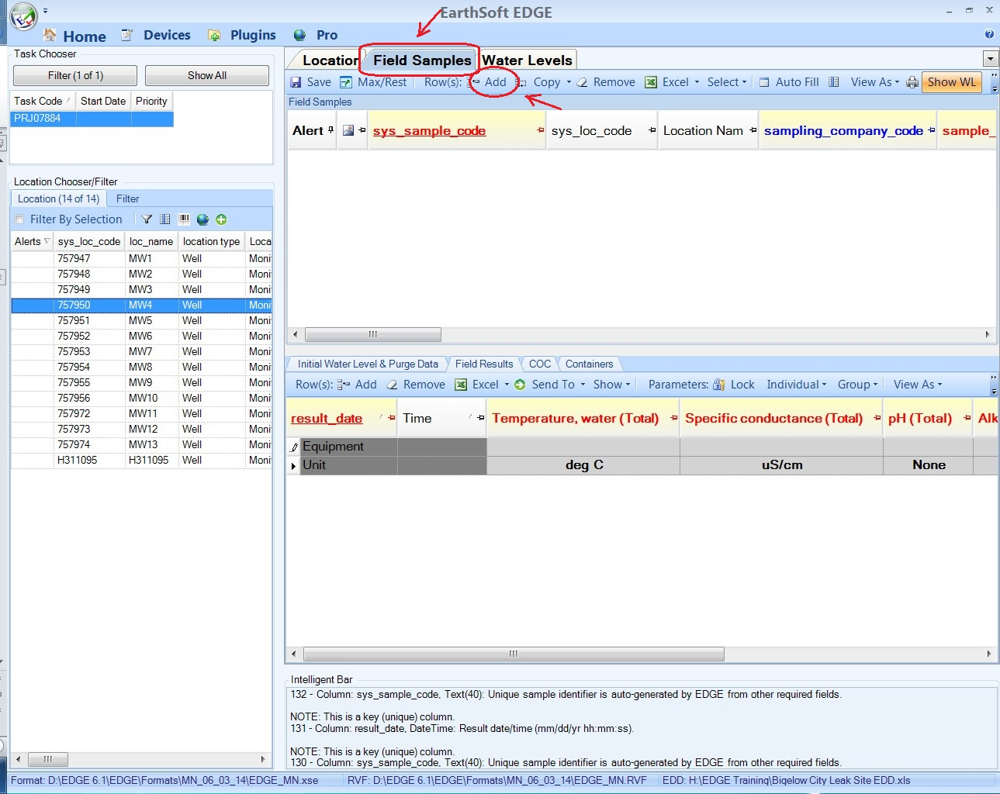 EarthSoft EDGE
Home Devices Plugins Pro
Task Chooser
Filter (1 of 1) Show All
Task Code Start Date Priority
PRJ07884
Location Chooser/Filter
Location (14 of 14) Filter
Filter By Selection
Alerts sys_loc_code loc_name location type Loca
757947 MW1 Well Moni
757948 MW2 Well Moni
757949 MW3 Well Moni
757950 MW4 Well Moni
757951 MW5 Well Moni
757952 MW6 Well Moni
757953 MW7 Well Moni
757954 MW8 Well Moni
757955 MW9 Well Moni
757956 MW10 Well Moni
757972 MW11 Well Moni
757973 MW12 Well Moni
757974 MW13 Well Moni
H311095 H311095 Well Moni
Location Field Samples Water Levels
Save Max/Rest Row(s): Add Copy Remove Excel Select Auto Fill View As Show WL
Field Samples
Alert sys_sample_code sys_loc_code Location Nam sampling_company_code sample_
Initial Water Level & Purge Data Field Results COC Containers
Row(s): Add Remove Excel Send To Show Parameters: Lock Individual Group View As
result_date Time Temperature, water (Total) Specific conductance (Total) pH (Total) Alk
Equipment
Unit deg C uS/cm None
Intelligent Bar
132 - Column: sys_sample_code, Text(40): Unique sample identifier is auto-generated by EDGE from other required fields.
NOTE: This is a key (unique) column.
131 - Column: result_date, DateTime: Result date/time (mm/dd/yr hh:mm:ss).
NOTE: This is a key (unique) column.
130 - Column: sys_sample_code, Text(40): Unique sample identifier is auto-generated by EDGE from other required fields.
Format: D:\EDGE 6.1\EDGE\Formats\MN_06_03_14\EDGE_MN.xse RVF: D:\EDGE 6.1\EDGE\Formats\MN_06_03_14\EDGE_MN.RVF EDD: H:\EDGE Training\Bigelow City Leak Site EDD.xls